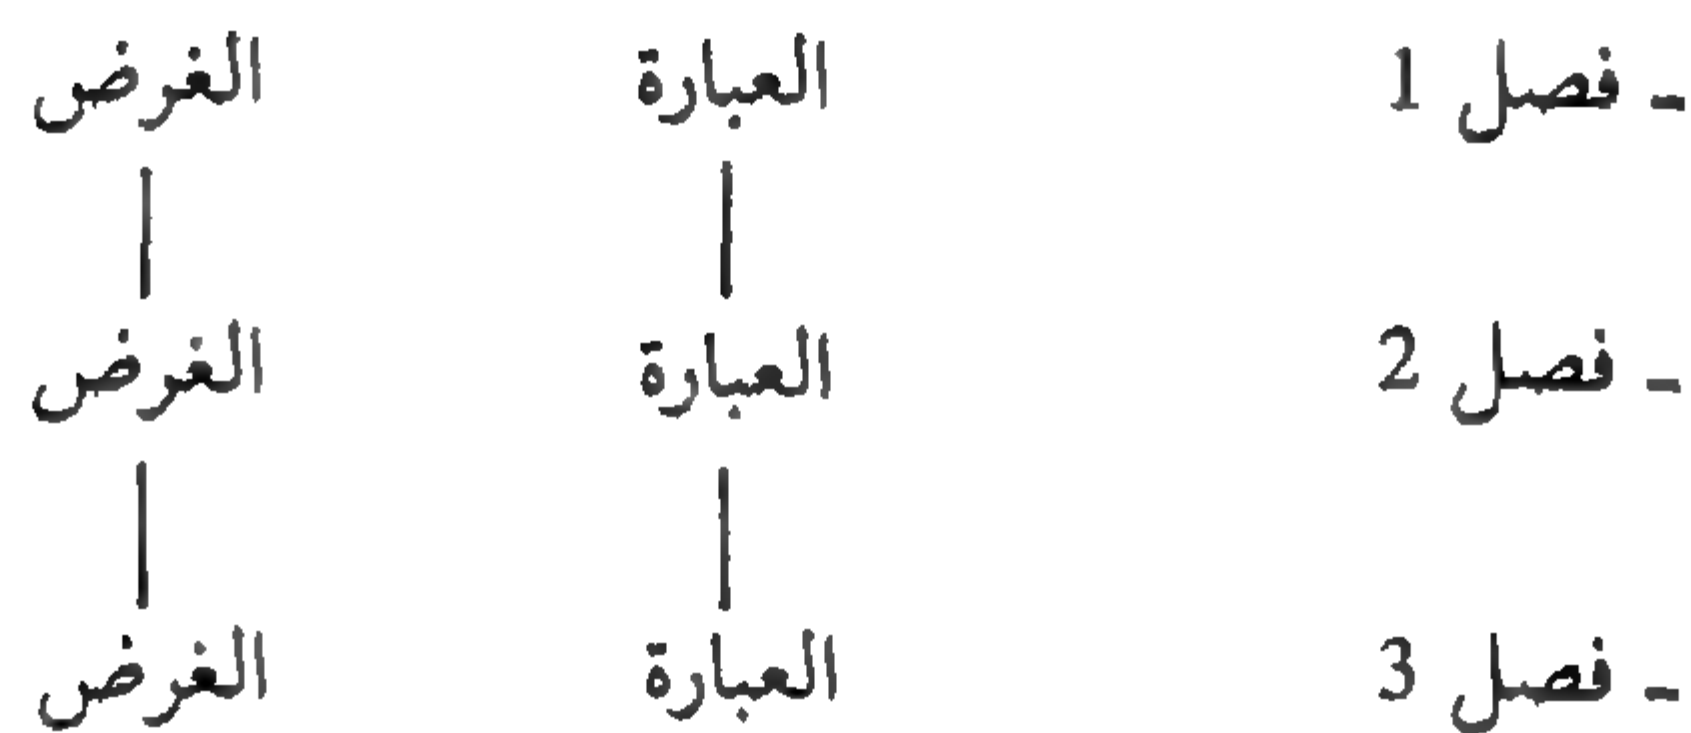 - فصل 1 العبارة الغرض
- فصل 2 العبارة الغرض
- فصل 3 العبارة الغرض